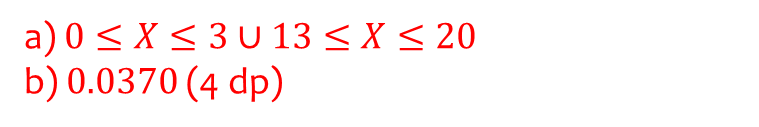 a) 0 ≤ X ≤ 3 ∪ 13 ≤ X ≤ 20
b) 0.0370 (4 dp)